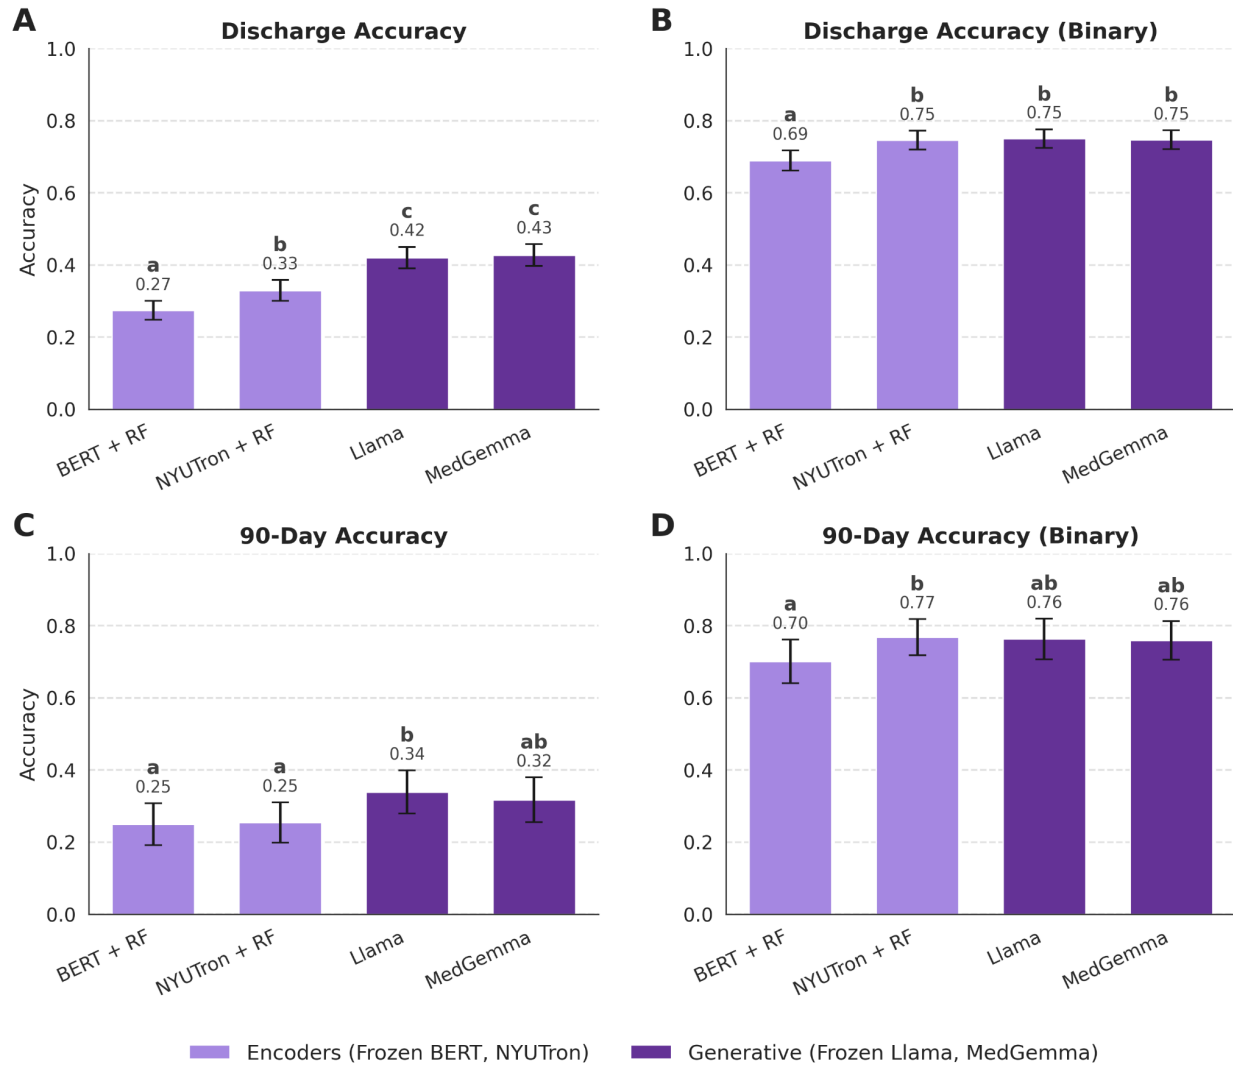 A
Discharge Accuracy
Accuracy
1.0
0.8
0.6
0.4
0.2
0.0
a
0.27
b
0.33
c
0.42
c
0.43
BERT + RF
NYUTron + RF
Llama
MedGemma
B
Discharge Accuracy (Binary)
1.0
0.8
0.6
0.4
0.2
0.0
a
0.69
b
0.75
b
0.75
b
0.75
BERT + RF
NYUTron + RF
Llama
MedGemma
C
90-Day Accuracy
Accuracy
1.0
0.8
0.6
0.4
0.2
0.0
a
0.25
a
0.25
b
0.34
ab
0.32
BERT + RF
NYUTron + RF
Llama
MedGemma
D
90-Day Accuracy (Binary)
1.0
0.8
0.6
0.4
0.2
0.0
a
0.70
b
0.77
ab
0.76
ab
0.76
BERT + RF
NYUTron + RF
Llama
MedGemma
Encoders (Frozen BERT, NYUTron)
Generative (Frozen Llama, MedGemma)